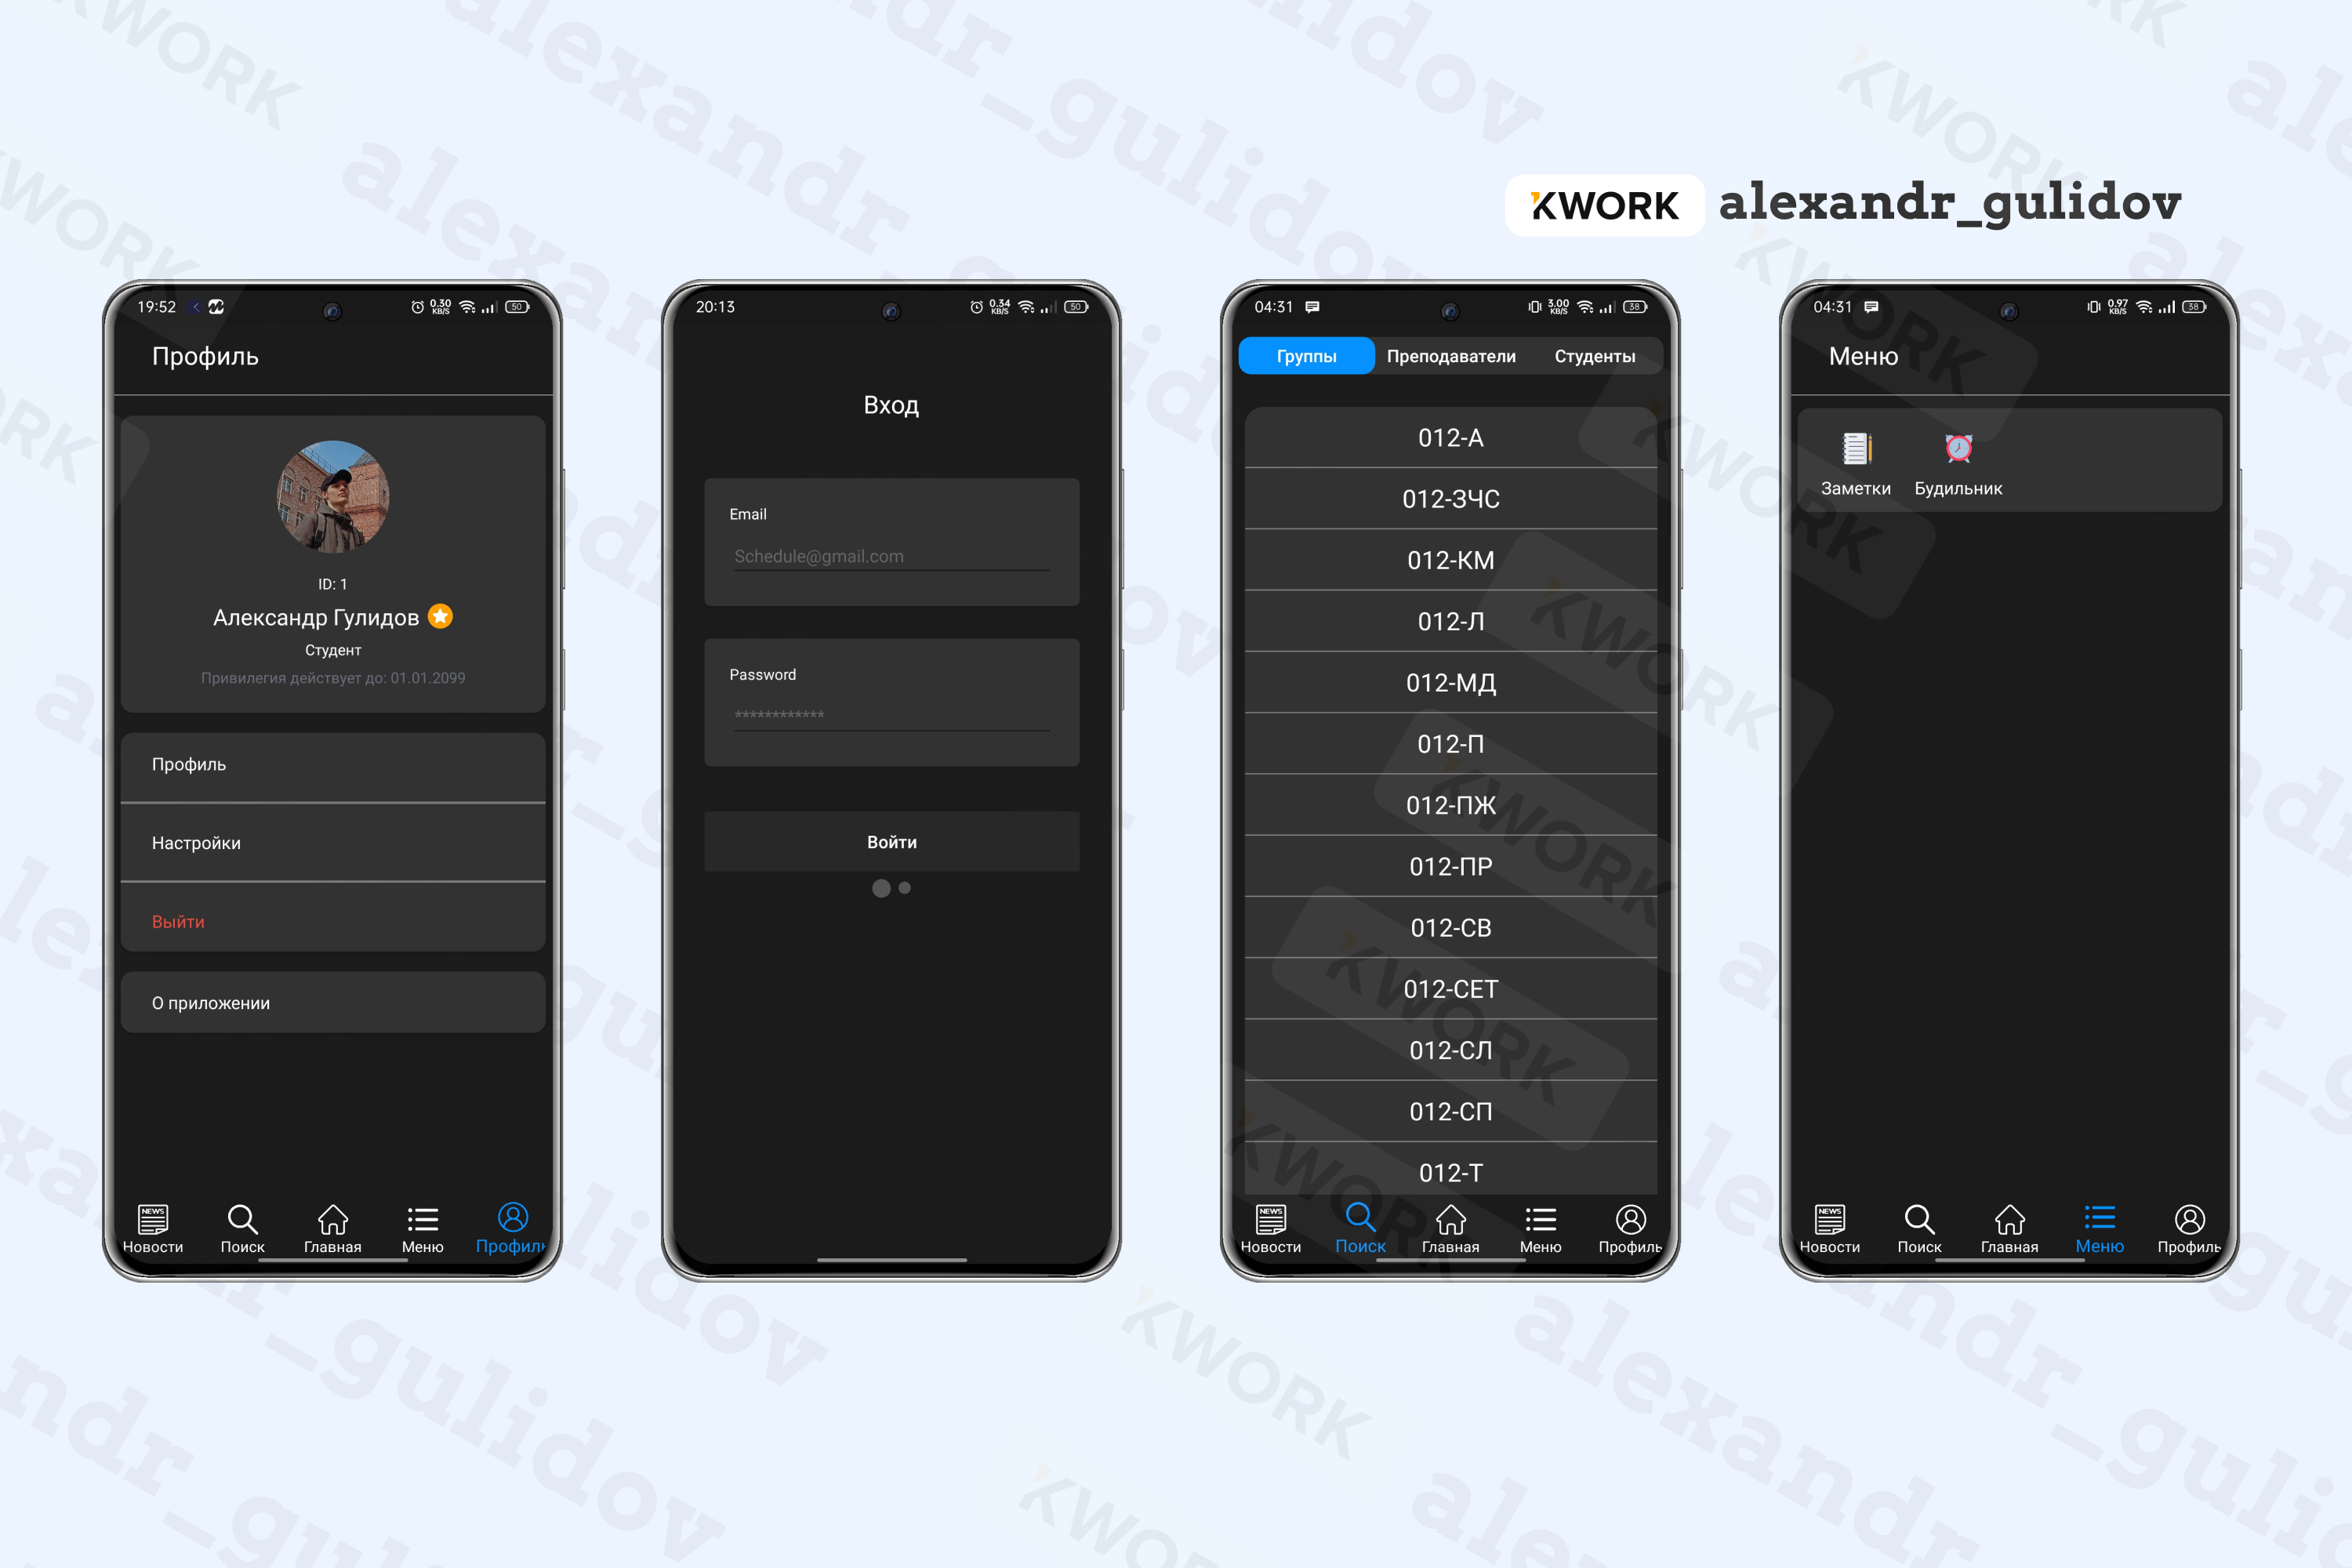 KWORK alexandr_gulidov
19:52
0.30
KB/S
50
Профиль
ID: 1
Александр Гулидов
Студент
Привилегия действует до: 01.01.2099
Профиль
Настройки
Выйти
О приложении
NEWS
Новости Поиск Главная Меню Профиль
20:13
0.34
KB/S
50
Вход
Email
Schedule@gmail.com
Password
************
Войти
04:31
3.00
KB/S
38
Группы Преподаватели Студенты
012-А
012-ЗЧС
012-КМ
012-Л
012-МД
012-П
012-ПЖ
012-ПР
012-СВ
012-СЕТ
012-СЛ
012-СП
012-Т
NEWS
Новости Поиск Главная Меню Профиль
04:31
0.97
KB/S
38
Меню
Заметки Будильник
NEWS
Новости Поиск Главная Меню Профиль